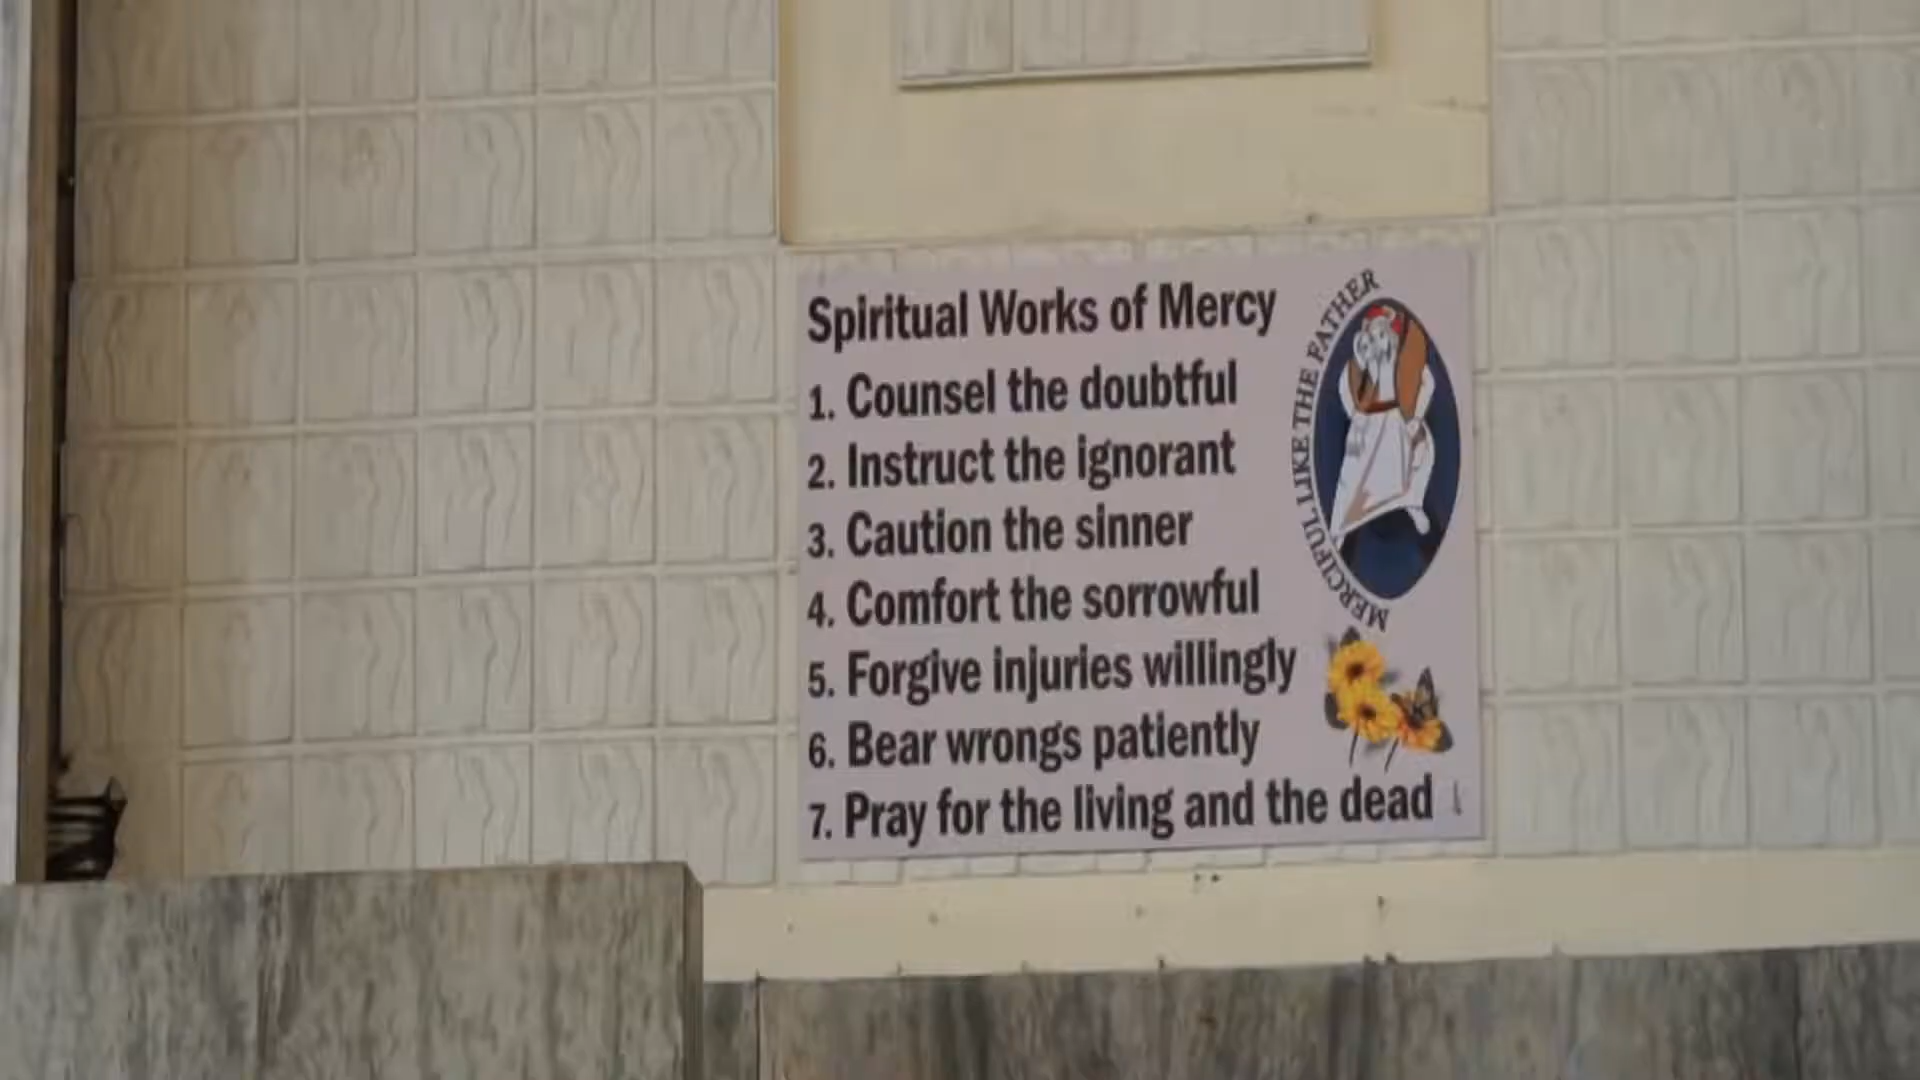 Spiritual Works of Mercy
1. Counsel the doubtful
2. Instruct the ignorant
3. Caution the sinner
4. Comfort the sorrowful
5. Forgive injuries willingly
6. Bear wrongs patiently
7. Pray for the living and the dead
MERCIFUL LIKE THE FATHER